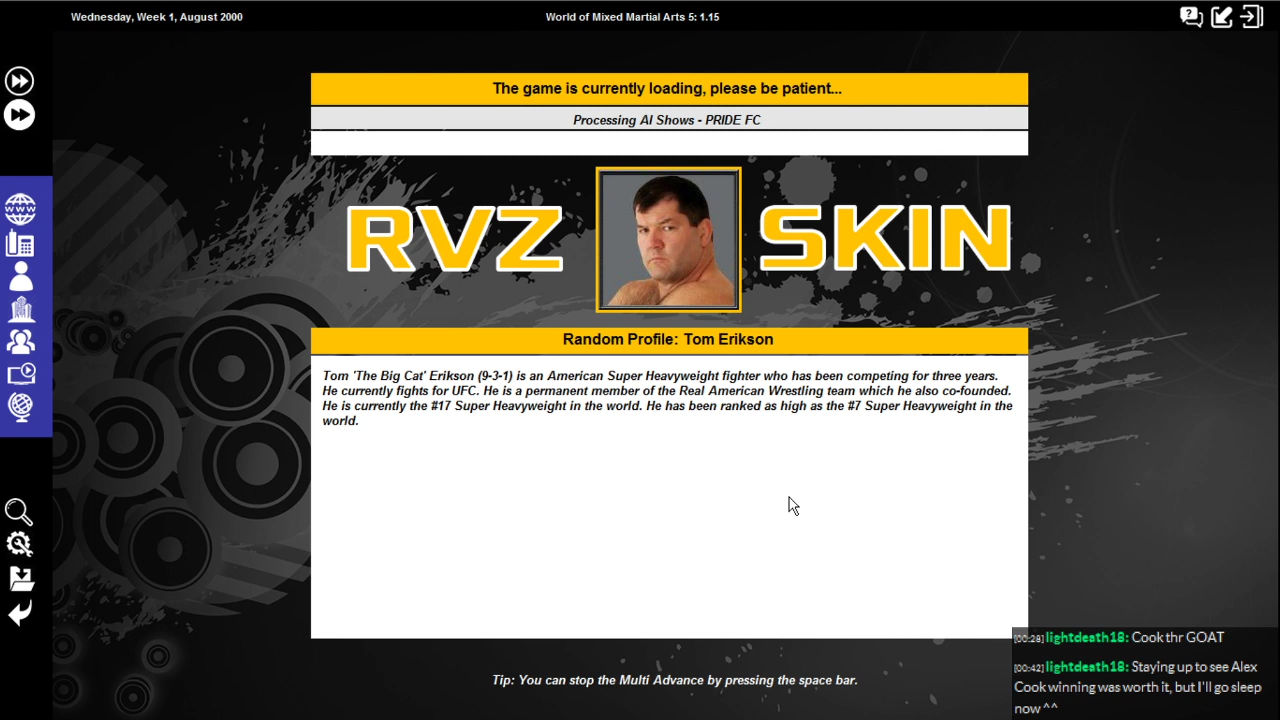 Wednesday, Week 1, August 2000
World of Mixed Martial Arts 5: 1.15
The game is currently loading, please be patient...
Processing AI Shows - PRIDE FC
RVZ SKIN
Random Profile: Tom Erikson
Tom 'The Big Cat' Erikson (9-3-1) is an American Super Heavyweight fighter who has been competing for three years.
He currently fights for UFC. He is a permanent member of the Real American Wrestling team which he also co-founded.
He is currently the #17 Super Heavyweight in the world. He has been ranked as high as the #7 Super Heavyweight in the
world.
[00:28] lightdeath18: Cook thr GOAT
[00:42] lightdeath18: Staying up to see Alex
Cook winning was worth it, but I'll go sleep
now ^^
Tip: You can stop the Multi Advance by pressing the space bar.
WWW